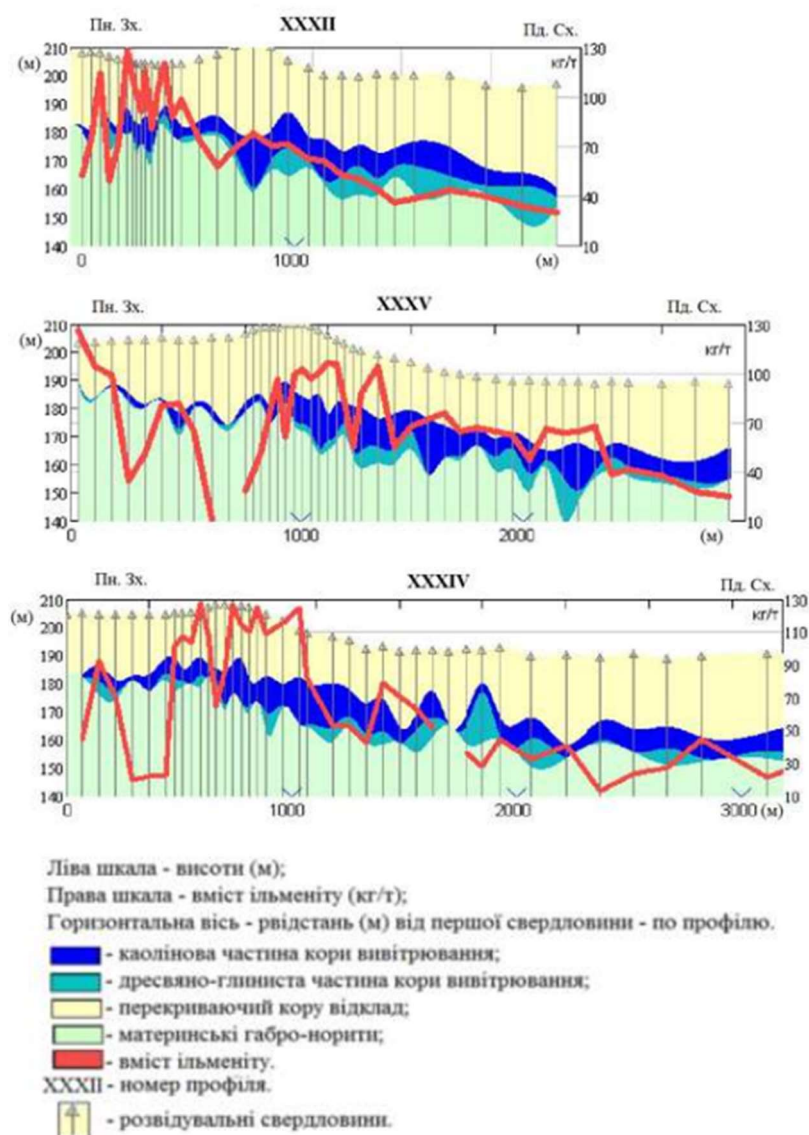 Пн. Зх. XXXII Пд. Сх.
(м) 210 130
кг/т
200
190 100
180
170 70
160 40
150
140 10
0 1000 (м)
Пн. Зх. XXXV Пд. Сх.
(м) 210 130
кг/т
200
190 100
180
170 70
160
150 40
140 10
0 1000 2000 (м)
Пн. Зх. XXXIV Пд. Сх.
(м) 210 130
кг/т
200 110
190 90
180 70
170
160 50
150 30
140 10
0 1000 2000 3000 (м)
Ліва шкала - висоти (м);
Права шкала - вміст ільменіту (кг/т);
Горизонтальна вісь - рвідстань (м) від першої свердловини - по профілю.
- каолінова частина кори вивітрювання;
- дресвяно-глиниста частина кори вивітрювання;
- перекриваючий кору відклад;
- материнські габро-норити;
- вміст ільменіту.
XXXII - номер профіля.
- розвідувальні свердловини.